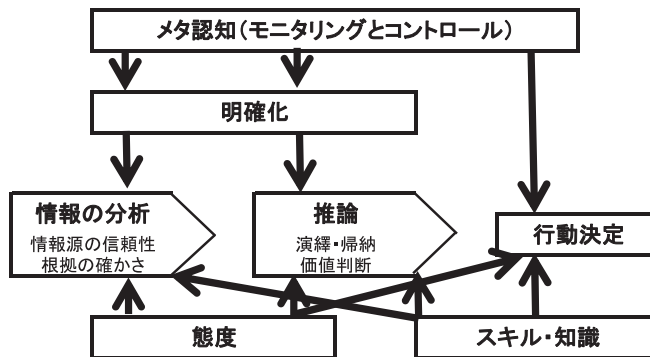 メタ認知(モニタリングとコントロール)
明確化
情報の分析
情報源の信頼性
根拠の確かさ
推論
演繹・帰納
価値判断
行動決定
態度
スキル・知識